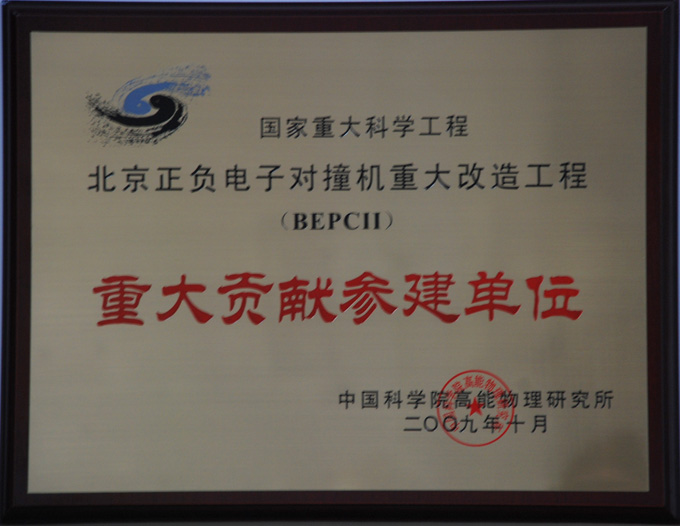 国家重大科学工程
北京正负电子对撞机重大改造工程
（BEPCII）
重大贡献参建单位
中国科学院高能物理研究所
二〇〇九年十月